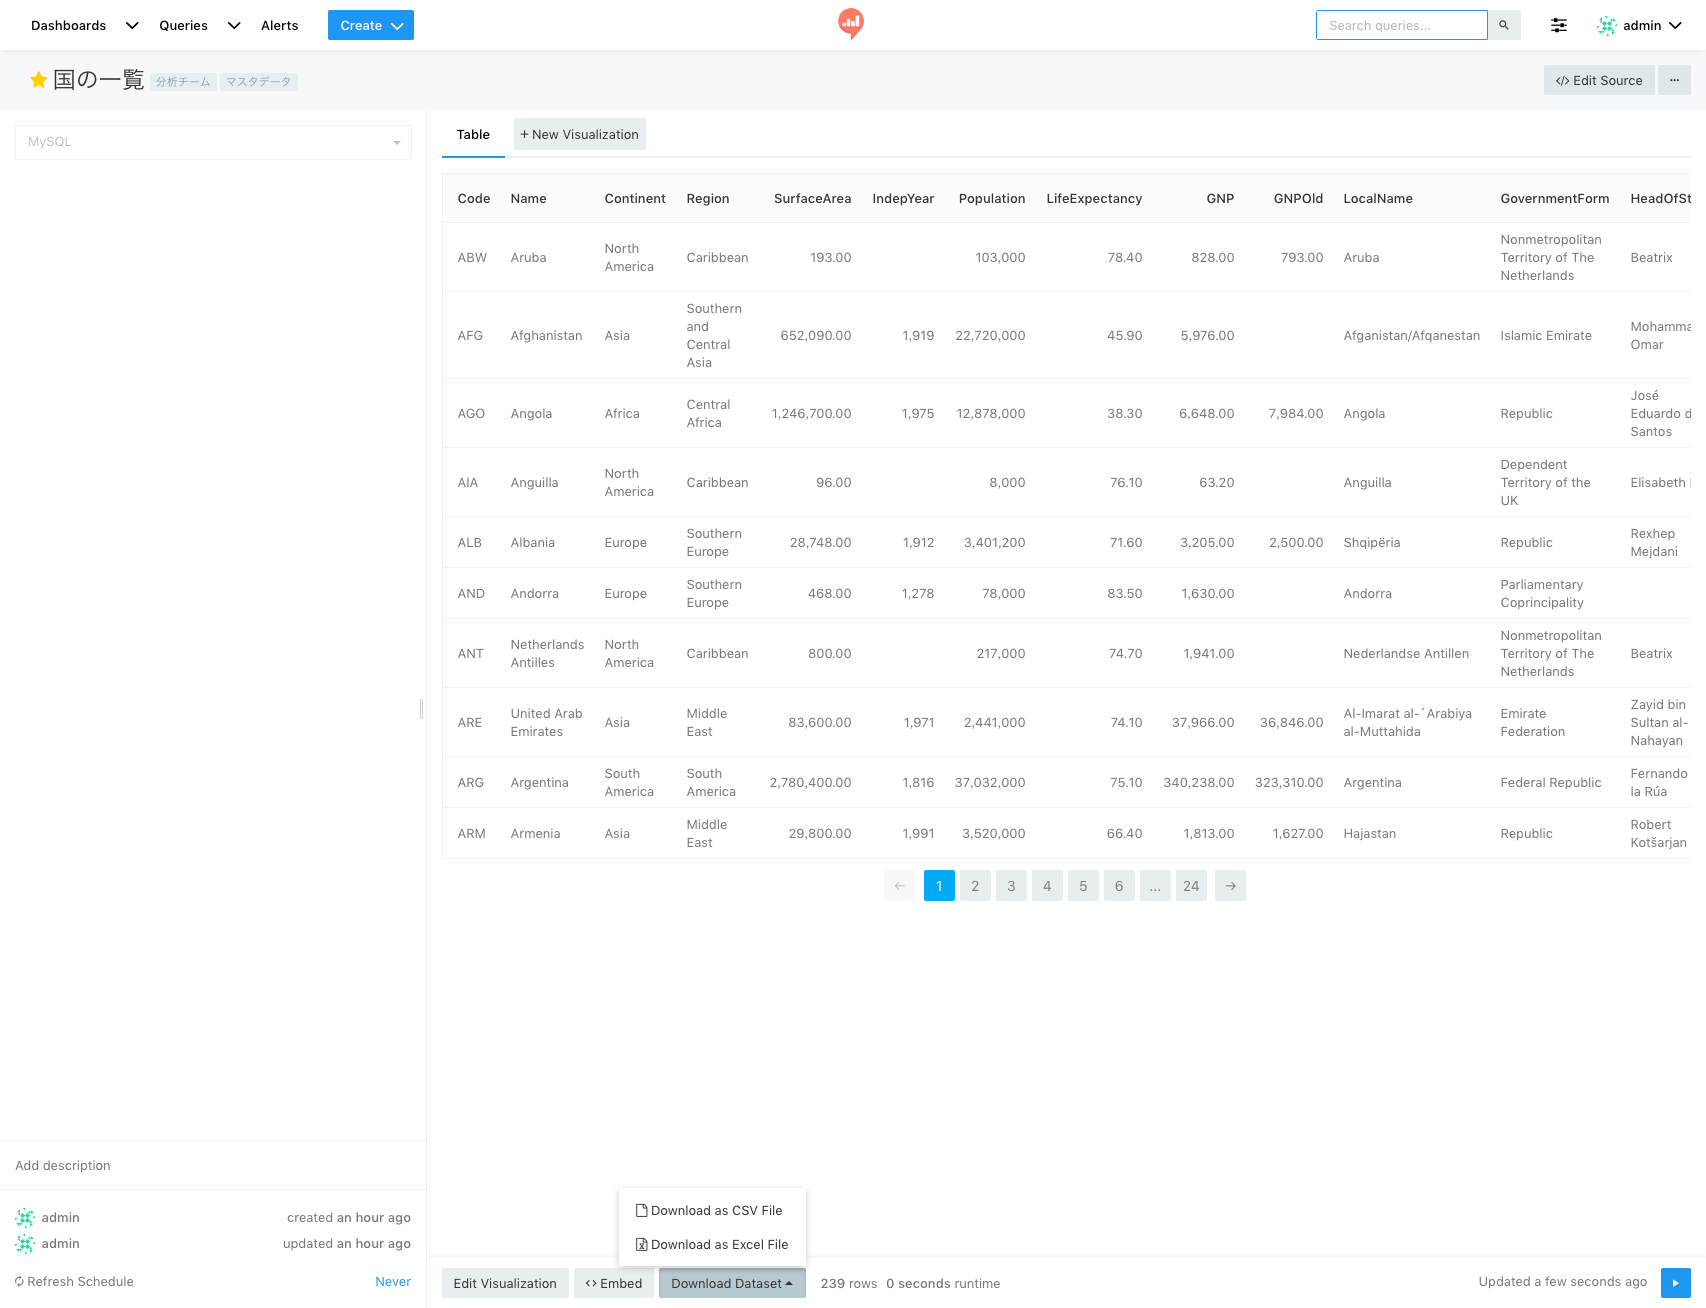 Dashboards Queries Alerts Create Search queries... admin
国の一覧 分析チーム マスタデータ </> Edit Source ...
MySQL
Table + New Visualization
Code Name Continent Region SurfaceArea IndepYear Population LifeExpectancy GNP GNPOld LocalName GovernmentForm HeadOfSt
ABW Aruba North America Caribbean 193.00 103,000 78.40 828.00 793.00 Aruba Nonmetropolitan Territory of The Netherlands Beatrix
AFG Afghanistan Asia Southern and Central Asia 652,090.00 1,919 22,720,000 45.90 5,976.00 Afganistan/Afqanestan Islamic Emirate Mohamma Omar
AGO Angola Africa Central Africa 1,246,700.00 1,975 12,878,000 38.30 6,648.00 7,984.00 Angola Republic José Eduardo d Santos
AIA Anguilla North America Caribbean 96.00 8,000 76.10 63.20 Anguilla Dependent Territory of the UK Elisabeth
ALB Albania Europe Southern Europe 28,748.00 1,912 3,401,200 71.60 3,205.00 2,500.00 Shqipëria Republic Rexhep Mejdani
AND Andorra Europe Southern Europe 468.00 1,278 78,000 83.50 1,630.00 Andorra Parliamentary Coprincipality
ANT Netherlands Antilles North America Caribbean 800.00 217,000 74.70 1,941.00 Nederlandse Antillen Nonmetropolitan Territory of The Netherlands Beatrix
ARE United Arab Emirates Asia Middle East 83,600.00 1,971 2,441,000 74.10 37,966.00 36,846.00 Al-Imarat al-´Arabiya al-Muttahida Emirate Federation Zayid bin Sultan al-Nahayan
ARG Argentina South America South America 2,780,400.00 1,816 37,032,000 75.10 340,238.00 323,310.00 Argentina Federal Republic Fernando la Rúa
ARM Armenia Asia Middle East 29,800.00 1,991 3,520,000 66.40 1,813.00 1,627.00 Hajastan Republic Robert Kotšarjan
← 1 2 3 4 5 6 ... 24 →
Add description
admin created an hour ago
admin updated an hour ago
Refresh Schedule Never
Download as CSV File
Download as Excel File
Edit Visualization <> Embed Download Dataset 239 rows 0 seconds runtime Updated a few seconds ago